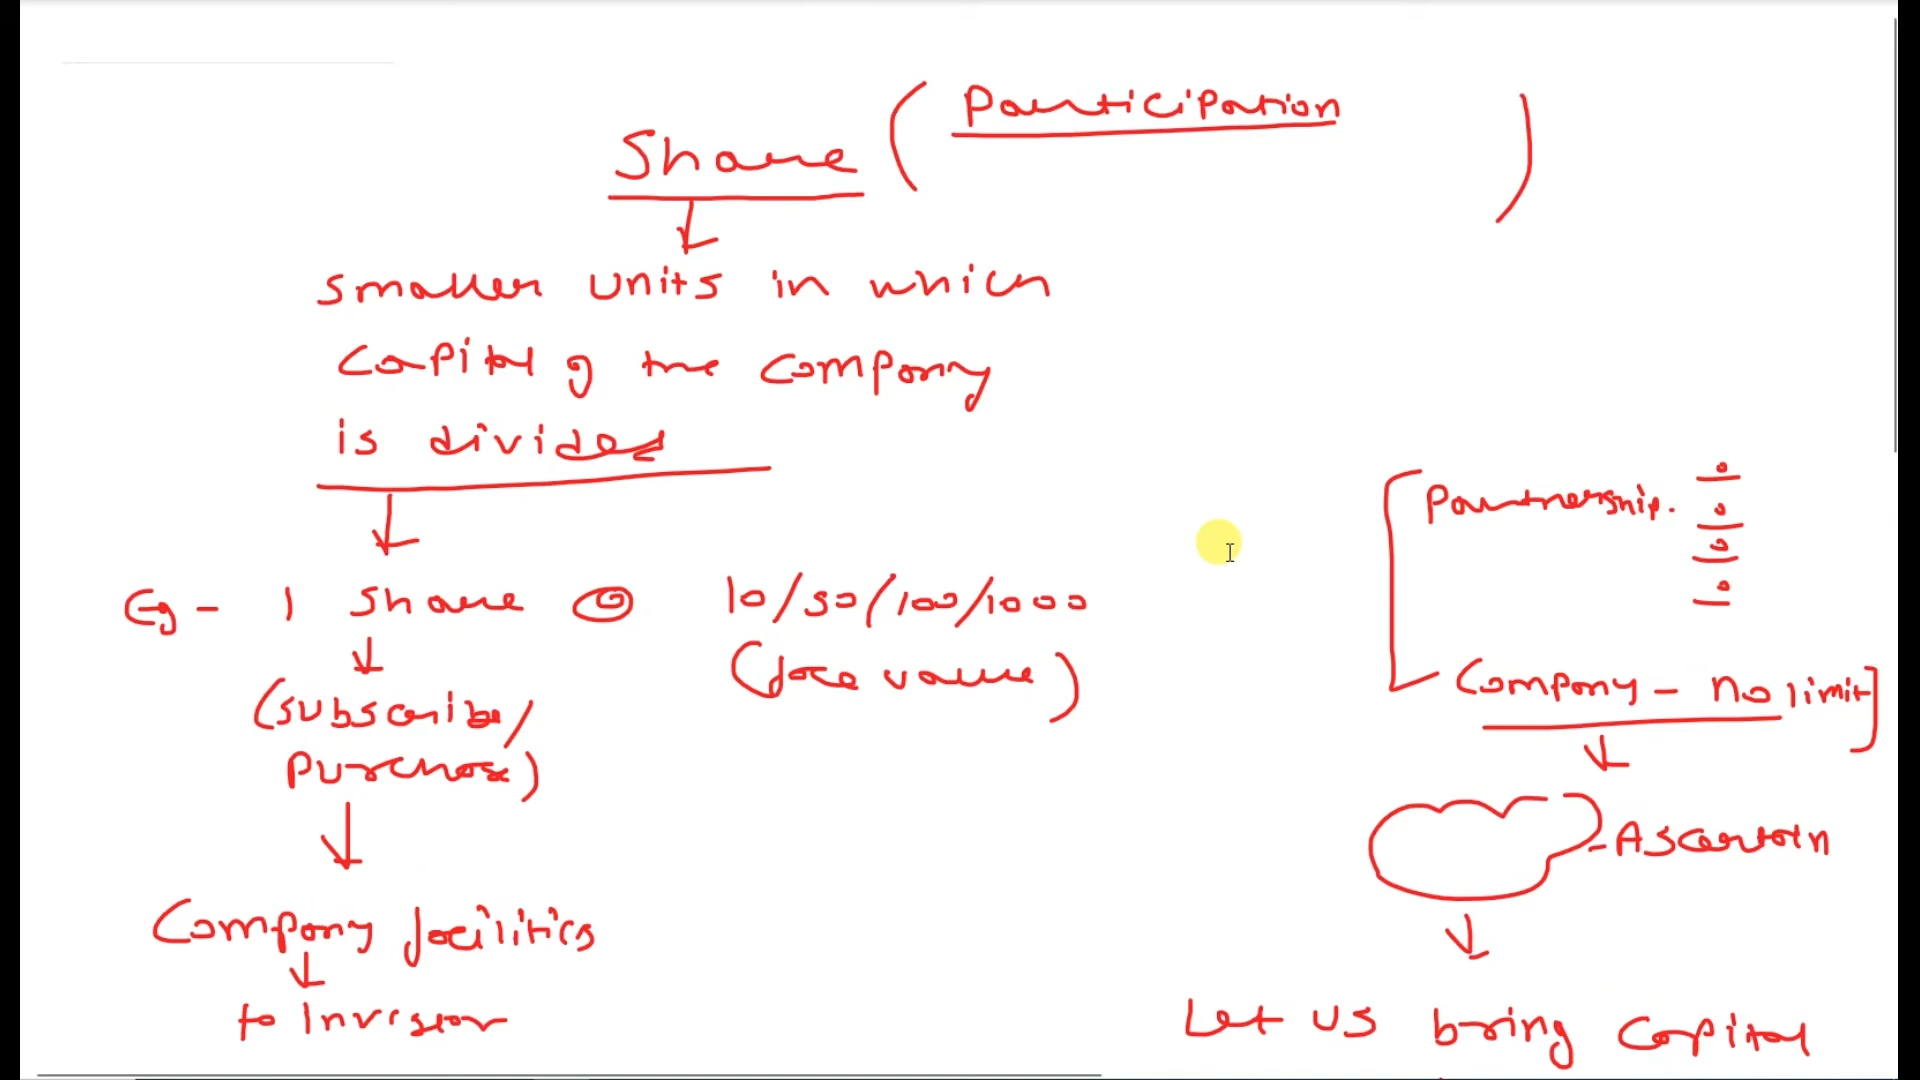 Share ( Participation )
smaller units in which
capital of the company
is divided
Eg - 1 share @ 10/50/100/1000
(face value)
(subscribe/
purchase)
Company facilities
to Investor
Partnership.
Company - no limit]
- Ascertain
Let us bring capital